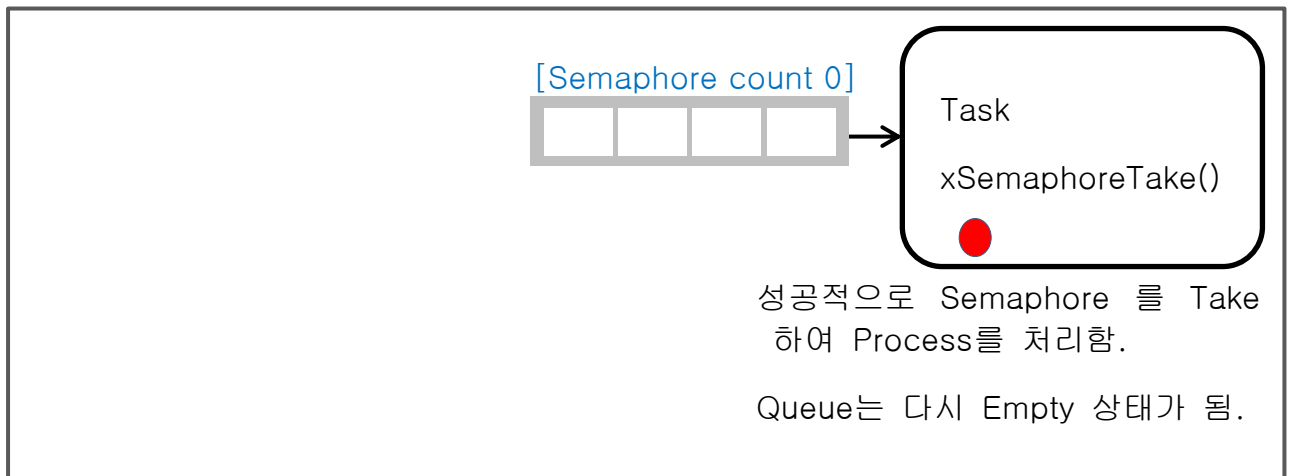 [Semaphore count 0]
Task
xSemaphoreTake()
성공적으로 Semaphore 를 Take
하여 Process를 처리함.
Queue는 다시 Empty 상태가 됨.